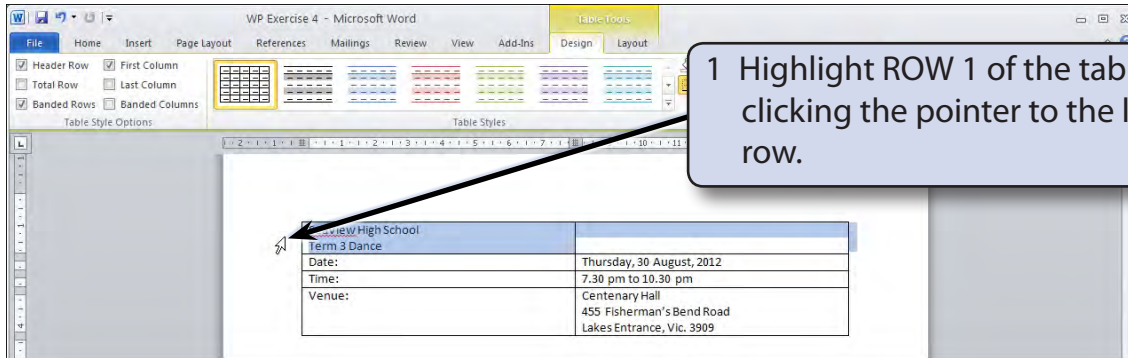 WP Exercise 4 - Microsoft Word
Table Tools
File Home Insert Page Layout References Mailings Review View Add-Ins Design Layout
Header Row First Column
Total Row Last Column
Banded Rows Banded Columns
Table Style Options
Table Styles
1 Highlight ROW 1 of the tab
clicking the pointer to the l
row.
View High School
Term 3 Dance
Date: Thursday, 30 August, 2012
Time: 7.30 pm to 10.30 pm
Venue: Centenary Hall
455 Fisherman's Bend Road
Lakes Entrance, Vic. 3909